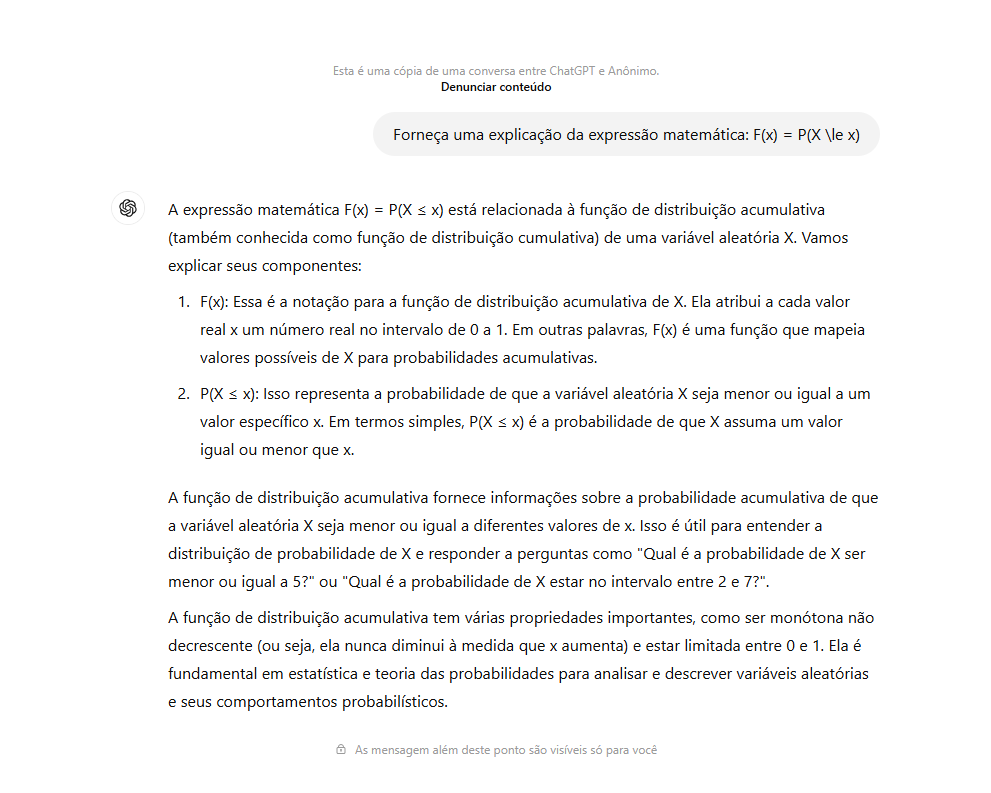 Esta é uma cópia de uma conversa entre ChatGPT e Anônimo.
Denunciar conteúdo
Forneça uma explicação da expressão matemática: F(x) = P(X \le x)
A expressão matemática F(x) = P(X ≤ x) está relacionada à função de distribuição acumulativa
(também conhecida como função de distribuição cumulativa) de uma variável aleatória X. Vamos
explicar seus componentes:
1. F(x): Essa é a notação para a função de distribuição acumulativa de X. Ela atribui a cada valor
real x um número real no intervalo de 0 a 1. Em outras palavras, F(x) é uma função que mapeia
valores possíveis de X para probabilidades acumulativas.
2. P(X ≤ x): Isso representa a probabilidade de que a variável aleatória X seja menor ou igual a um
valor específico x. Em termos simples, P(X ≤ x) é a probabilidade de que X assuma um valor
igual ou menor que x.
A função de distribuição acumulativa fornece informações sobre a probabilidade acumulativa de que
a variável aleatória X seja menor ou igual a diferentes valores de x. Isso é útil para entender a
distribuição de probabilidade de X e responder a perguntas como "Qual é a probabilidade de X ser
menor ou igual a 5?" ou "Qual é a probabilidade de X estar no intervalo entre 2 e 7?".
A função de distribuição acumulativa tem várias propriedades importantes, como ser monótona não
decrescente (ou seja, ela nunca diminui à medida que x aumenta) e estar limitada entre 0 e 1. Ela é
fundamental em estatística e teoria das probabilidades para analisar e descrever variáveis aleatórias
e seus comportamentos probabilísticos.
As mensagem além deste ponto são visíveis só para você